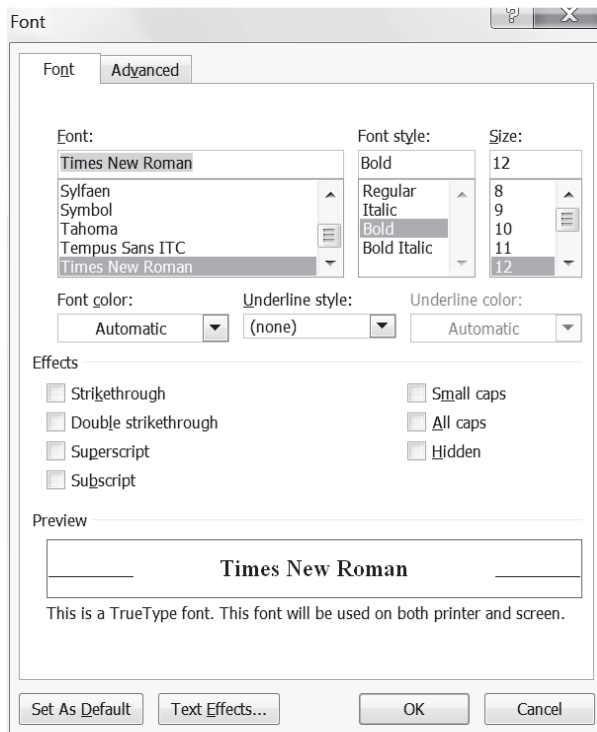 Font
Font Advanced
Font: Font style: Size:
Times New Roman Bold 12
Sylfaen Regular 8
Symbol Italic 9
Tahoma Bold 10
Tempus Sans ITC Bold Italic 11
Times New Roman 12
Font color: Underline style: Underline color:
Automatic (none) Automatic
Effects
Strikethrough Small caps
Double strikethrough All caps
Superscript Hidden
Subscript
Preview
Times New Roman
This is a TrueType font. This font will be used on both printer and screen.
Set As Default Text Effects... OK Cancel